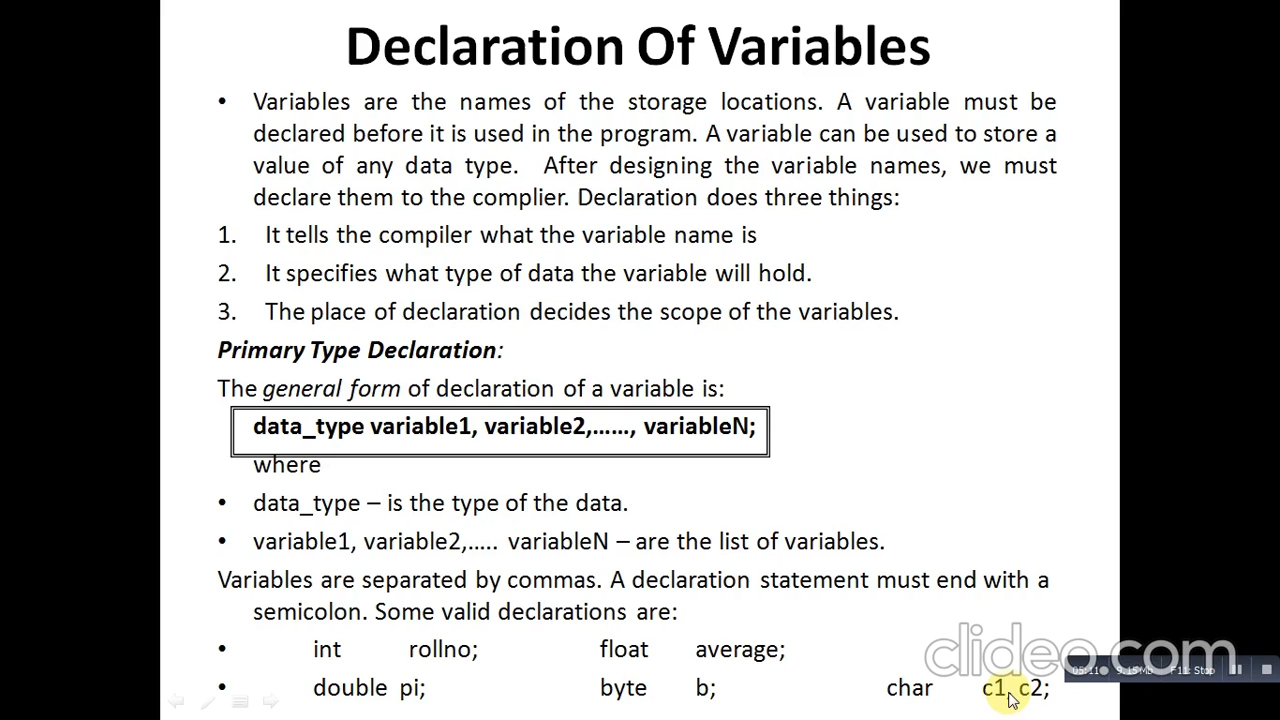 Declaration Of Variables
• Variables are the names of the storage locations. A variable must be
declared before it is used in the program. A variable can be used to store a
value of any data type. After designing the variable names, we must
declare them to the complier. Declaration does three things:
1. It tells the compiler what the variable name is
2. It specifies what type of data the variable will hold.
3. The place of declaration decides the scope of the variables.
Primary Type Declaration:
The general form of declaration of a variable is:
data_type variable1, variable2,……, variableN;
where
• data_type – is the type of the data.
• variable1, variable2,….. variableN – are the list of variables.
Variables are separated by commas. A declaration statement must end with a
semicolon. Some valid declarations are:
• int rollno; float average;
• double pi; byte b; char c1, c2;
clideo.com
05:11 9.15Mb F11: Stop